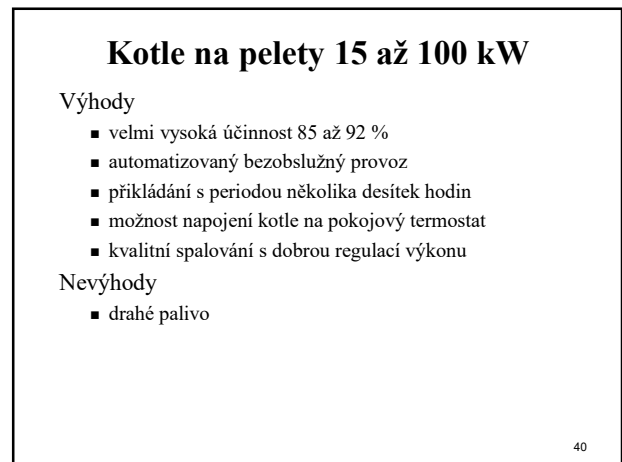 Kotle na pelety 15 až 100 kW
Výhody
■ velmi vysoká účinnost 85 až 92 %
■ automatizovaný bezobslužný provoz
■ přikládání s periodou několika desítek hodin
■ možnost napojení kotle na pokojový termostat
■ kvalitní spalování s dobrou regulací výkonu
Nevýhody
■ drahé palivo
40